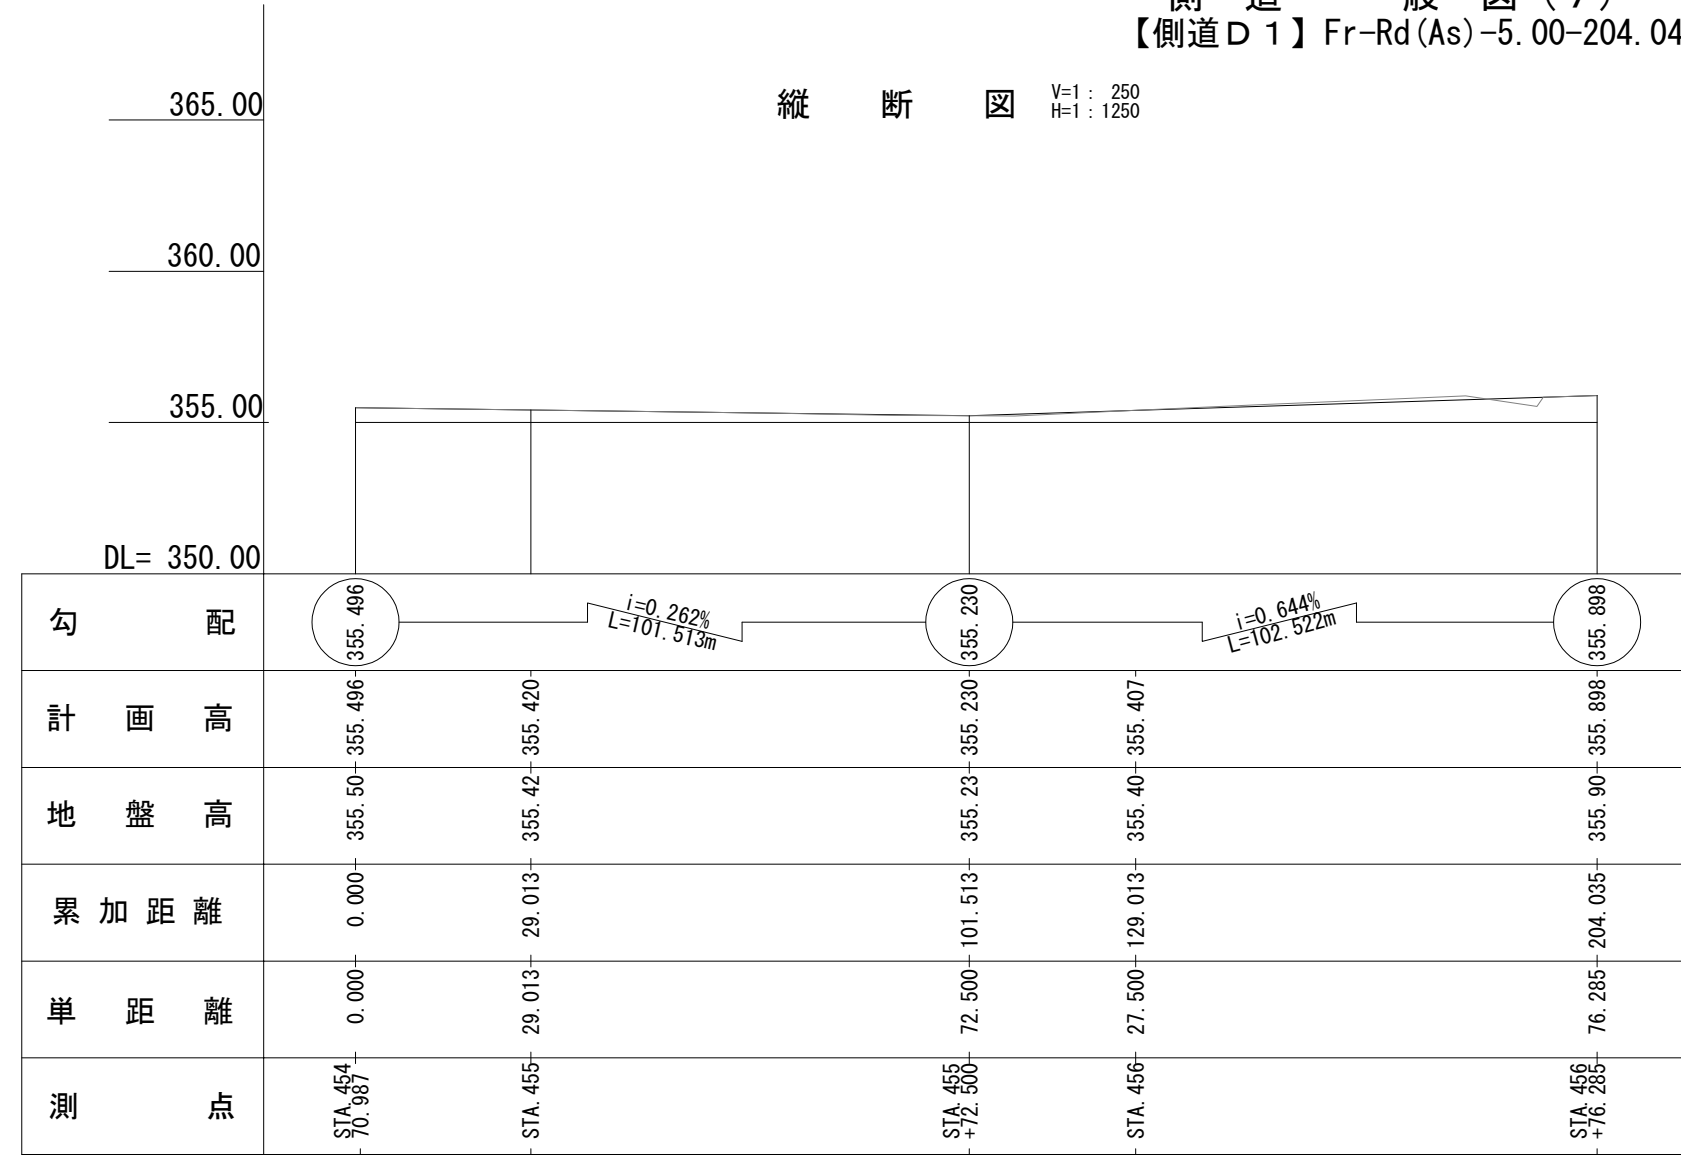 側 道 一 般 図 (7)
【側道D1】Fr-Rd(As)-5.00-204.04
縦 断 図 V=1: 250
H=1:1250
365.00
360.00
355.00
DL= 350.00
勾 配 355.496 i=0.262% L=101.513m 355.230 i=0.644% L=102.522m 355.898
計 画 高 355.496 355.420 355.230 355.407 355.898
地 盤 高 355.50 355.42 355.23 355.40 355.90
累 加 距 離 0.000 29.013 101.513 129.013 204.035
単 距 離 0.000 29.013 72.500 27.500 76.285
測 点 STA.454 70.987 STA.455 STA.455 +72.500 STA.456 STA.456 +76.285